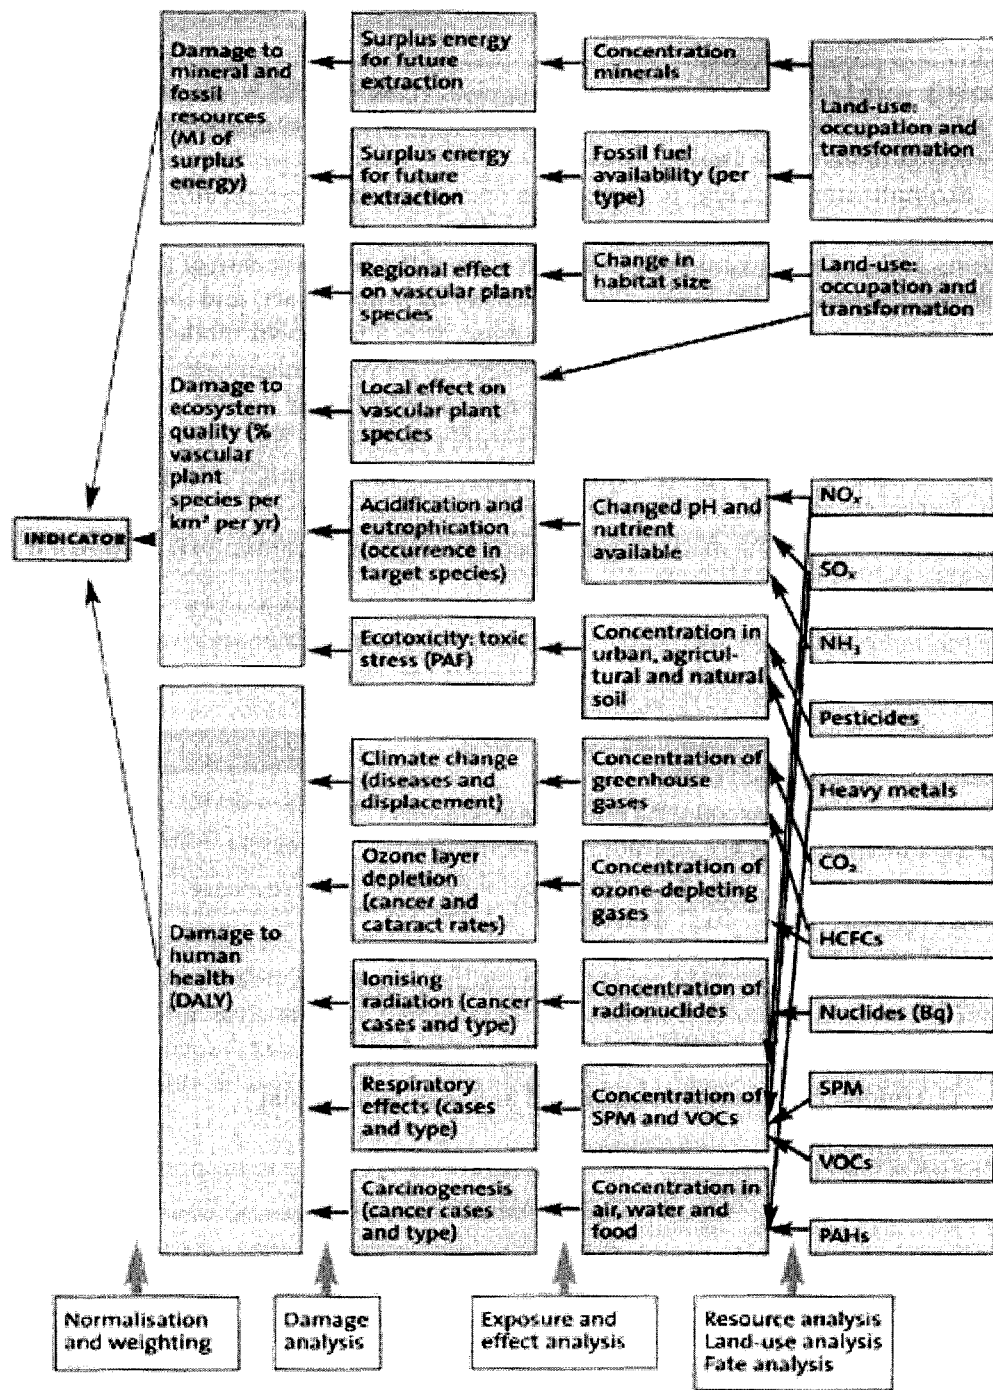 Damage to
mineral and
fossil
resources
(MJ of
surplus
energy)
Surplus energy
for future
extraction
Concentration
minerals
Land-use:
occupation and
transformation
Surplus energy
for future
extraction
Fossil fuel
availability (per
type)
Damage to
ecosystem
quality (%
vascular
plant
species per
km² per yr)
Regional effect
on vascular plant
species
Change in
habitat size
Land-use:
occupation and
transformation
Local effect on
vascular plant
species
INDICATOR
Acidification and
eutrophication
(occurrence in
target species)
Changed pH and
nutrient
available
NOₓ
SOₓ
NH₃
Ecotoxicity: toxic
stress (PAF)
Concentration in
urban, agricul-
tural and natural
soil
Pesticides
Heavy metals
Damage to
human
health
(DALY)
Climate change
(diseases and
displacement)
Concentration of
greenhouse
gases
CO₂
Ozone layer
depletion
(cancer and
cataract rates)
Concentration of
ozone-depleting
gases
HCFCs
Ionising
radiation (cancer
cases and type)
Concentration of
radionuclides
Nuclides (Bq)
Respiratory
effects (cases
and type)
Concentration of
SPM and VOCs
SPM
VOCs
Carcinogenesis
(cancer cases
and type)
Concentration in
air, water and
food
PAHs
Normalisation
and weighting
Damage
analysis
Exposure and
effect analysis
Resource analysis
Land-use analysis
Fate analysis